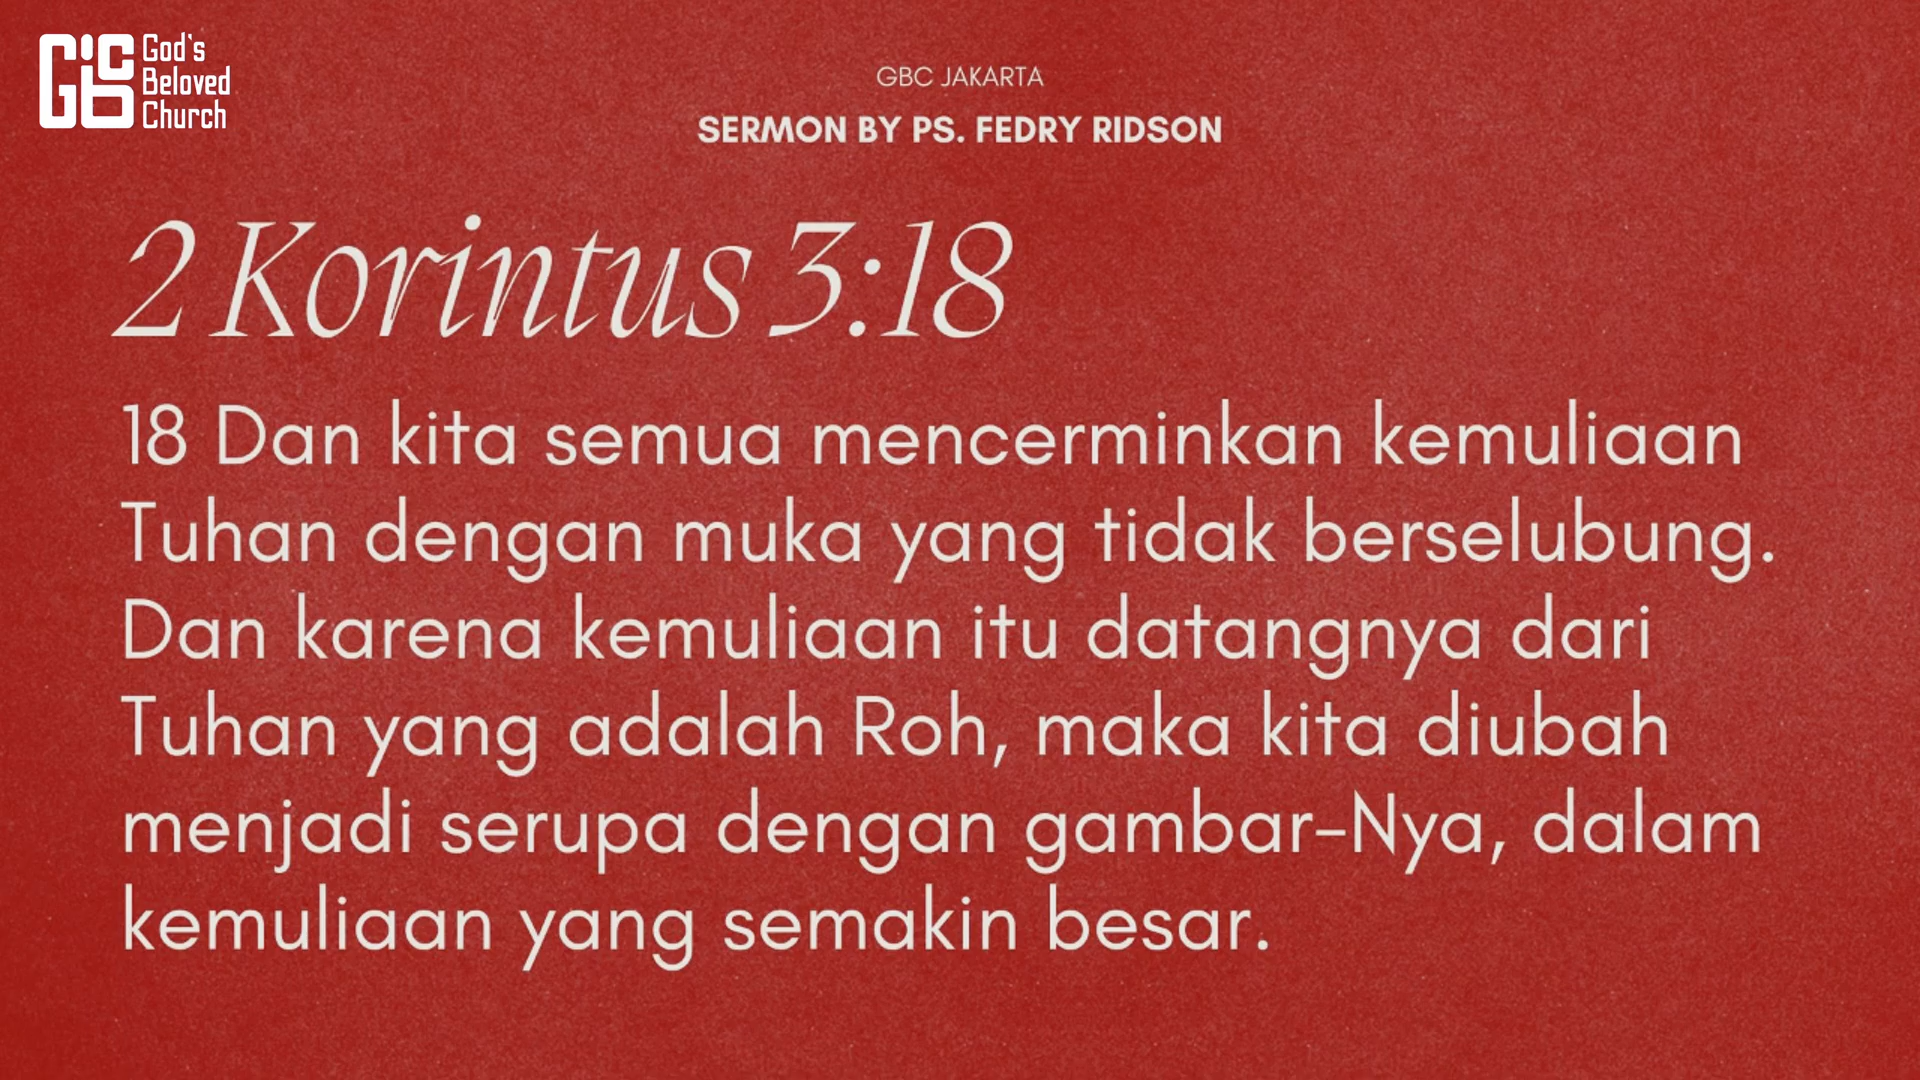 God's
Beloved
Church
GBC JAKARTA
SERMON BY PS. FEDRY RIDSON
2 Korintus 3:18
18 Dan kita semua mencerminkan kemuliaan
Tuhan dengan muka yang tidak berselubung.
Dan karena kemuliaan itu datangnya dari
Tuhan yang adalah Roh, maka kita diubah
menjadi serupa dengan gambar-Nya, dalam
kemuliaan yang semakin besar.